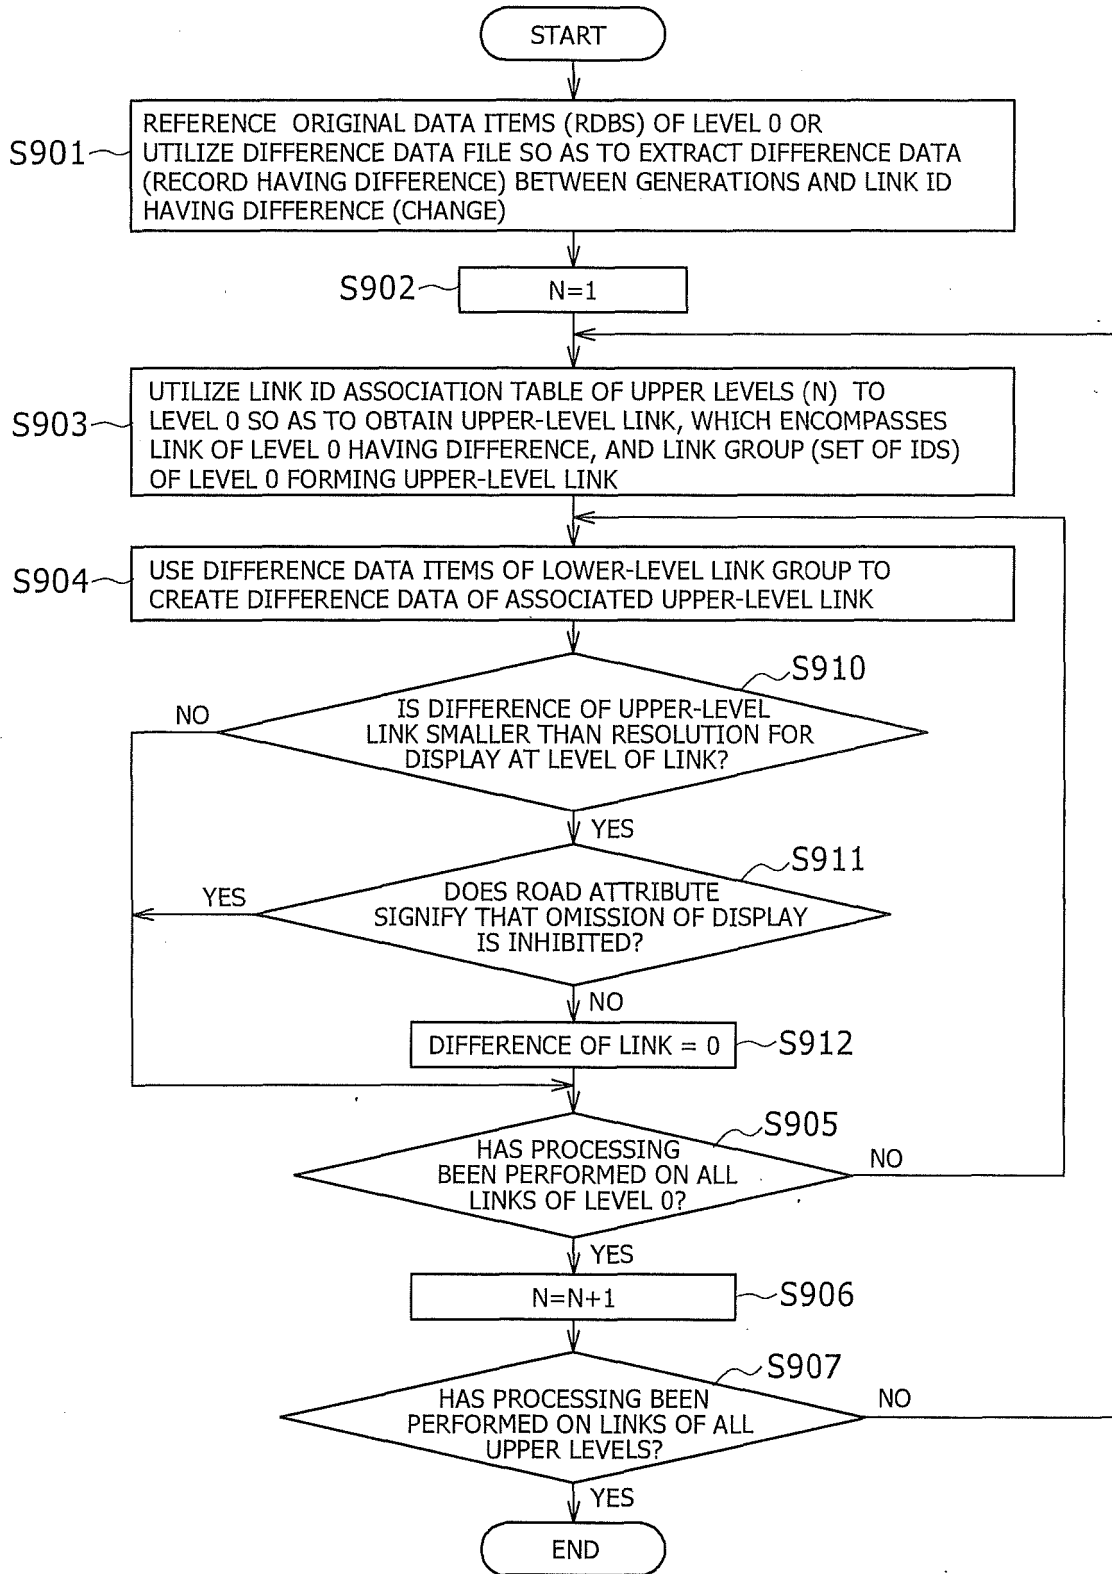 START
S901
REFERENCE ORIGINAL DATA ITEMS (RDBS) OF LEVEL 0 OR
UTILIZE DIFFERENCE DATA FILE SO AS TO EXTRACT DIFFERENCE DATA
(RECORD HAVING DIFFERENCE) BETWEEN GENERATIONS AND LINK ID
HAVING DIFFERENCE (CHANGE)
S902
N=1
S903
UTILIZE LINK ID ASSOCIATION TABLE OF UPPER LEVELS (N) TO
LEVEL 0 SO AS TO OBTAIN UPPER-LEVEL LINK, WHICH ENCOMPASSES
LINK OF LEVEL 0 HAVING DIFFERENCE, AND LINK GROUP (SET OF IDS)
OF LEVEL 0 FORMING UPPER-LEVEL LINK
S904
USE DIFFERENCE DATA ITEMS OF LOWER-LEVEL LINK GROUP TO
CREATE DIFFERENCE DATA OF ASSOCIATED UPPER-LEVEL LINK
S910
NO
IS DIFFERENCE OF UPPER-LEVEL
LINK SMALLER THAN RESOLUTION FOR
DISPLAY AT LEVEL OF LINK?
YES
S911
YES
DOES ROAD ATTRIBUTE
SIGNIFY THAT OMISSION OF DISPLAY
IS INHIBITED?
NO
DIFFERENCE OF LINK = 0
S912
S905
HAS PROCESSING
BEEN PERFORMED ON ALL
LINKS OF LEVEL 0?
NO
YES
N=N+1
S906
S907
HAS PROCESSING BEEN
PERFORMED ON LINKS OF ALL
UPPER LEVELS?
NO
YES
END